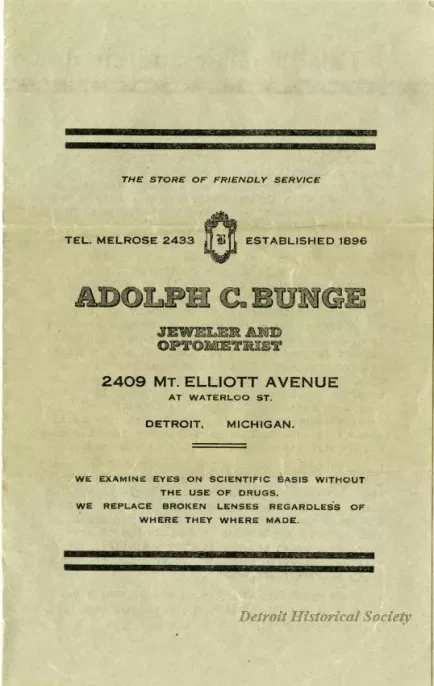 THE STORE OF FRIENDLY SERVICE
TEL. MELROSE 2433 B ESTABLISHED 1896
ADOLPH C. BUNGE
JEWELER AND
OPTOMETRIST
2409 MT. ELLIOTT AVENUE
AT WATERLOO ST.
DETROIT, MICHIGAN.
WE EXAMINE EYES ON SCIENTIFIC BASIS WITHOUT
THE USE OF DRUGS.
WE REPLACE BROKEN LENSES REGARDLESS OF
WHERE THEY WHERE MADE.
Detroit Historical Society